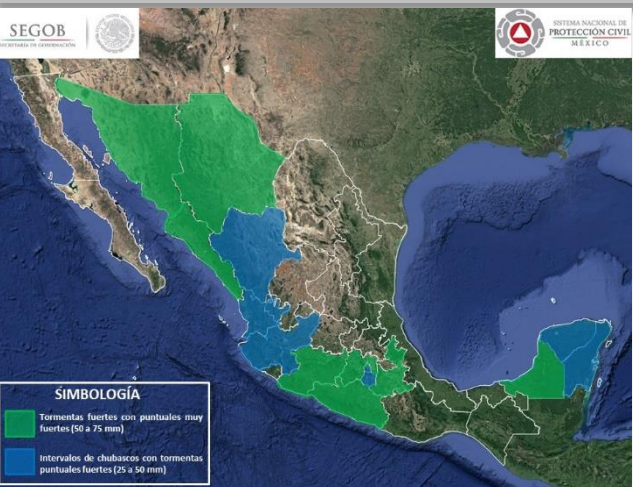 SEGOB
SECRETARÍA DE GOBERNACIÓN
SISTEMA NACIONAL DE
PROTECCIÓN CIVIL
MÉXICO
SIMBOLOGÍA
Tormentas fuertes con puntuales muy
fuertes (50 a 75 mm)
Intervalos de chubascos con tormentas
puntuales fuertes (25 a 50 mm)